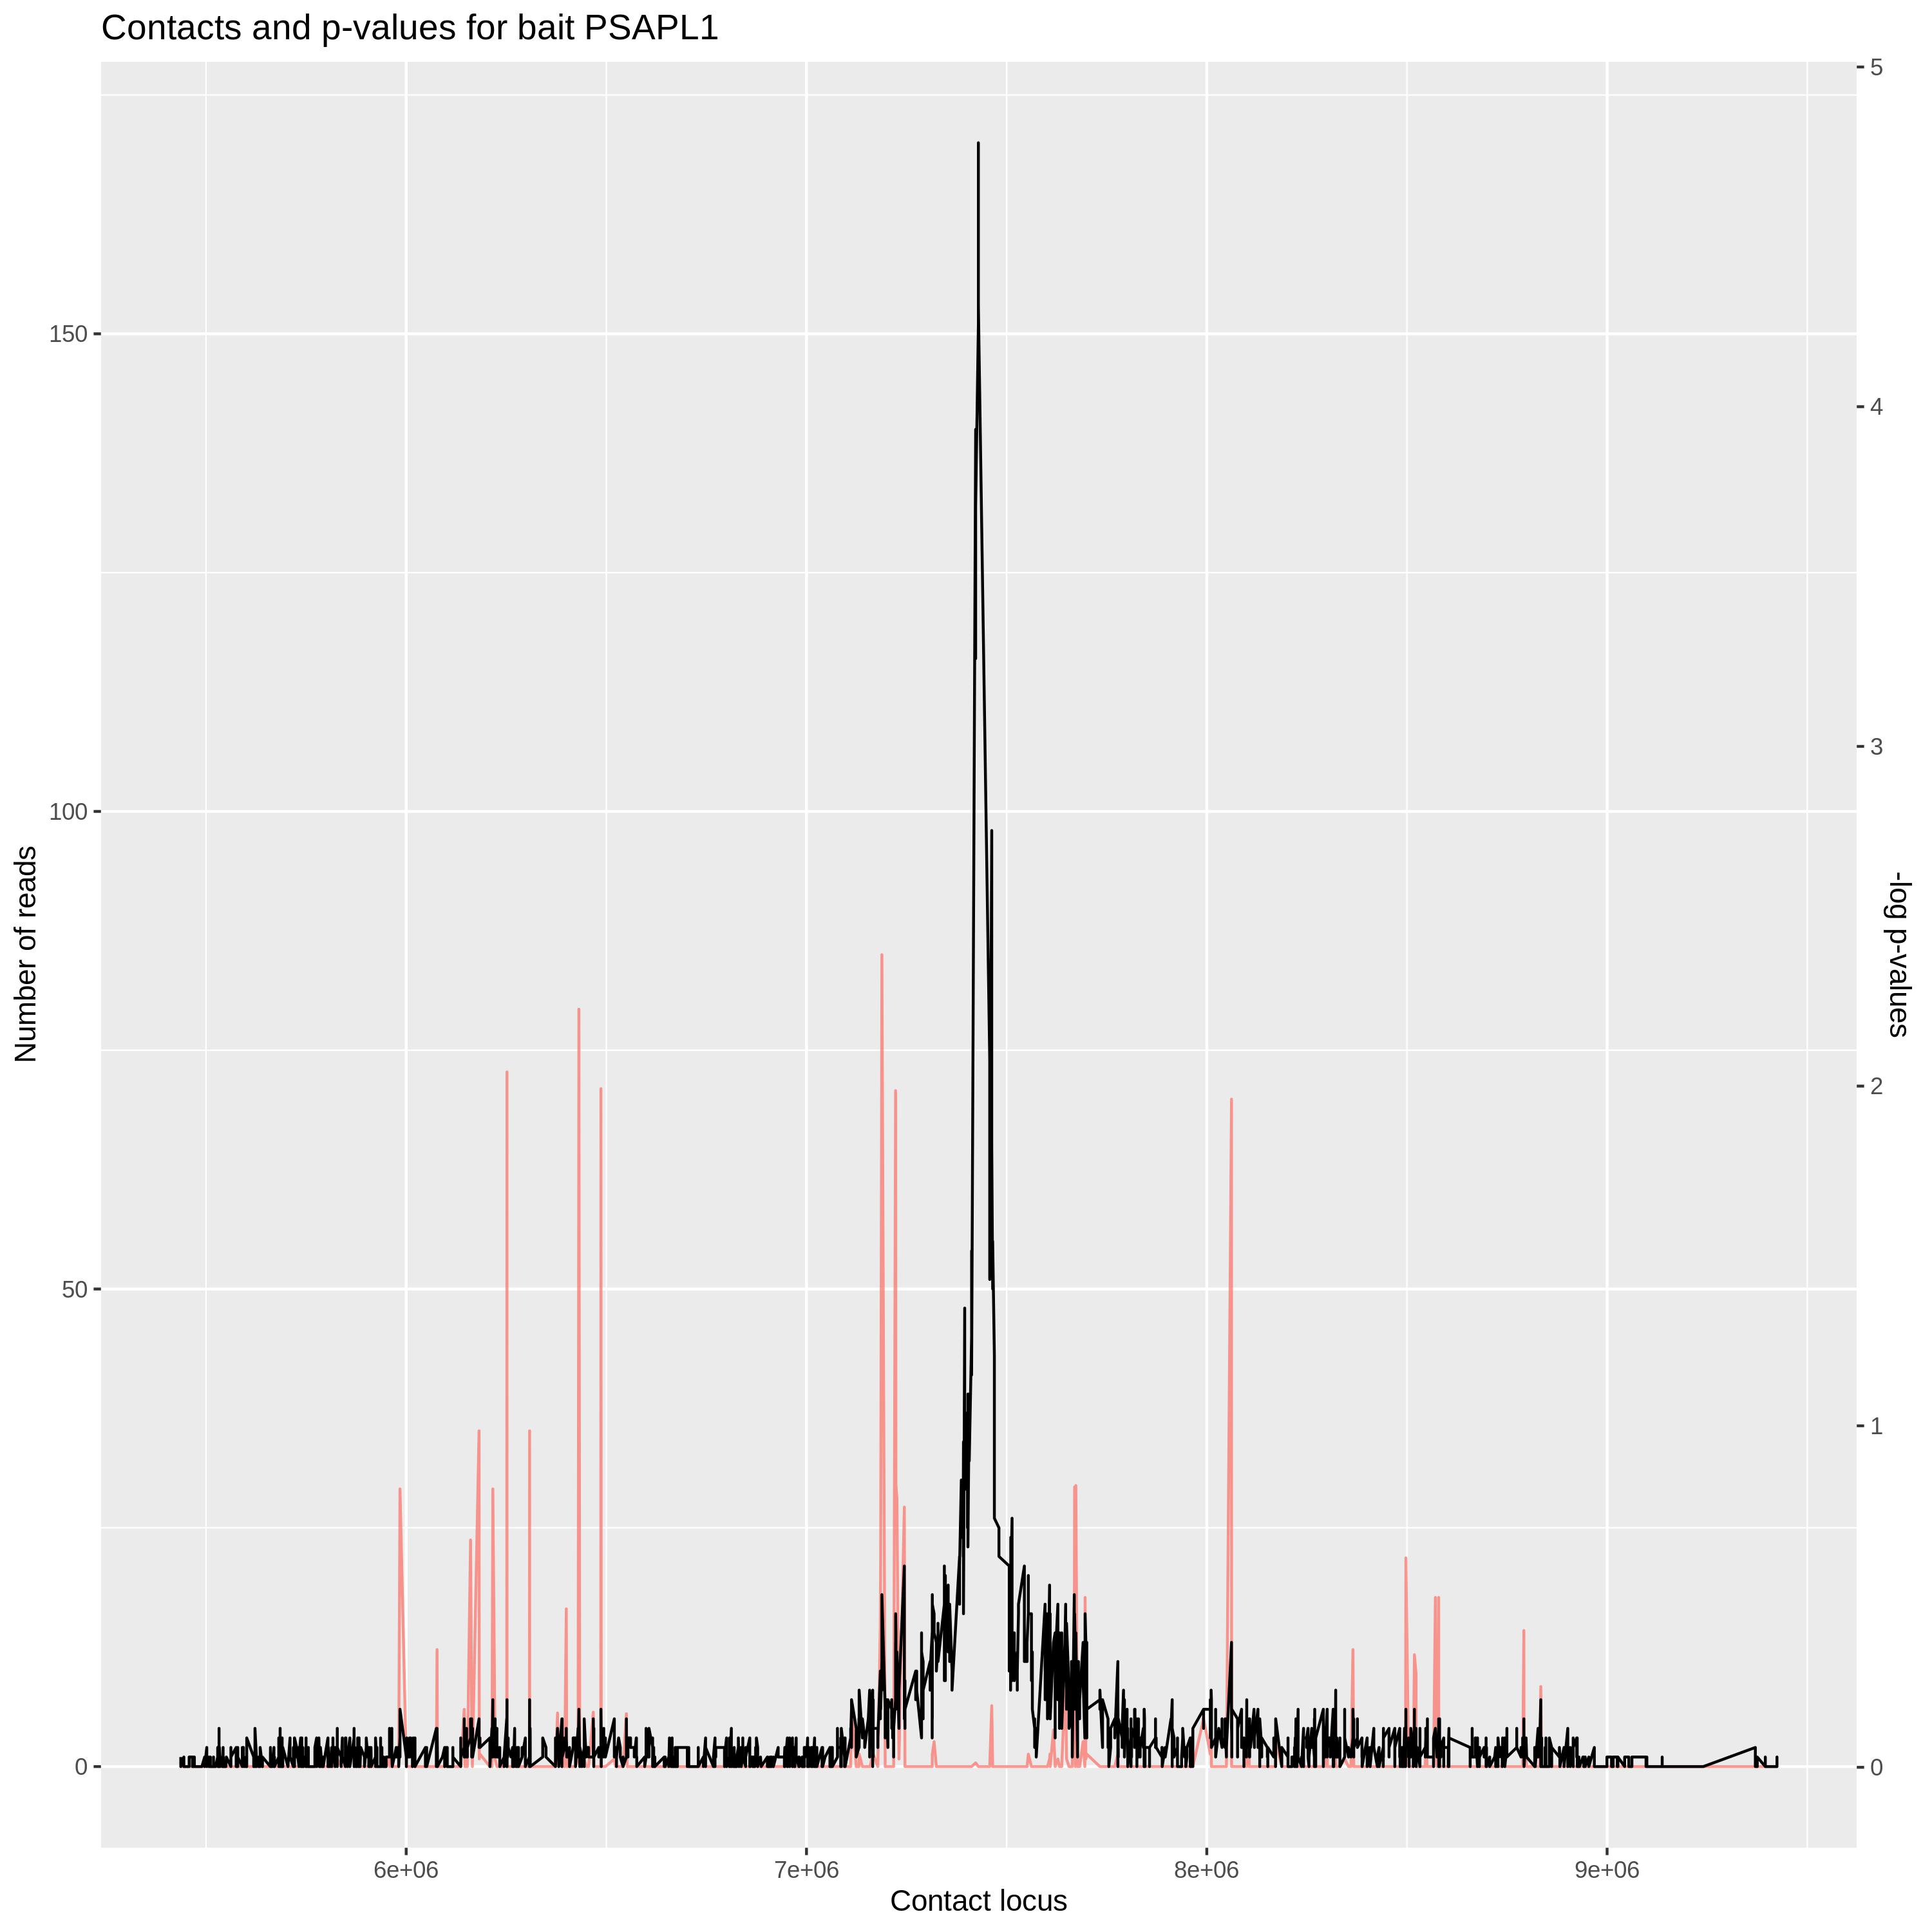 Contacts and p-values for bait PSAPL1
5
150
4
3
100
Number of reads
-log p-values
2
50
1
0
0
6e+06
7e+06
8e+06
9e+06
Contact locus